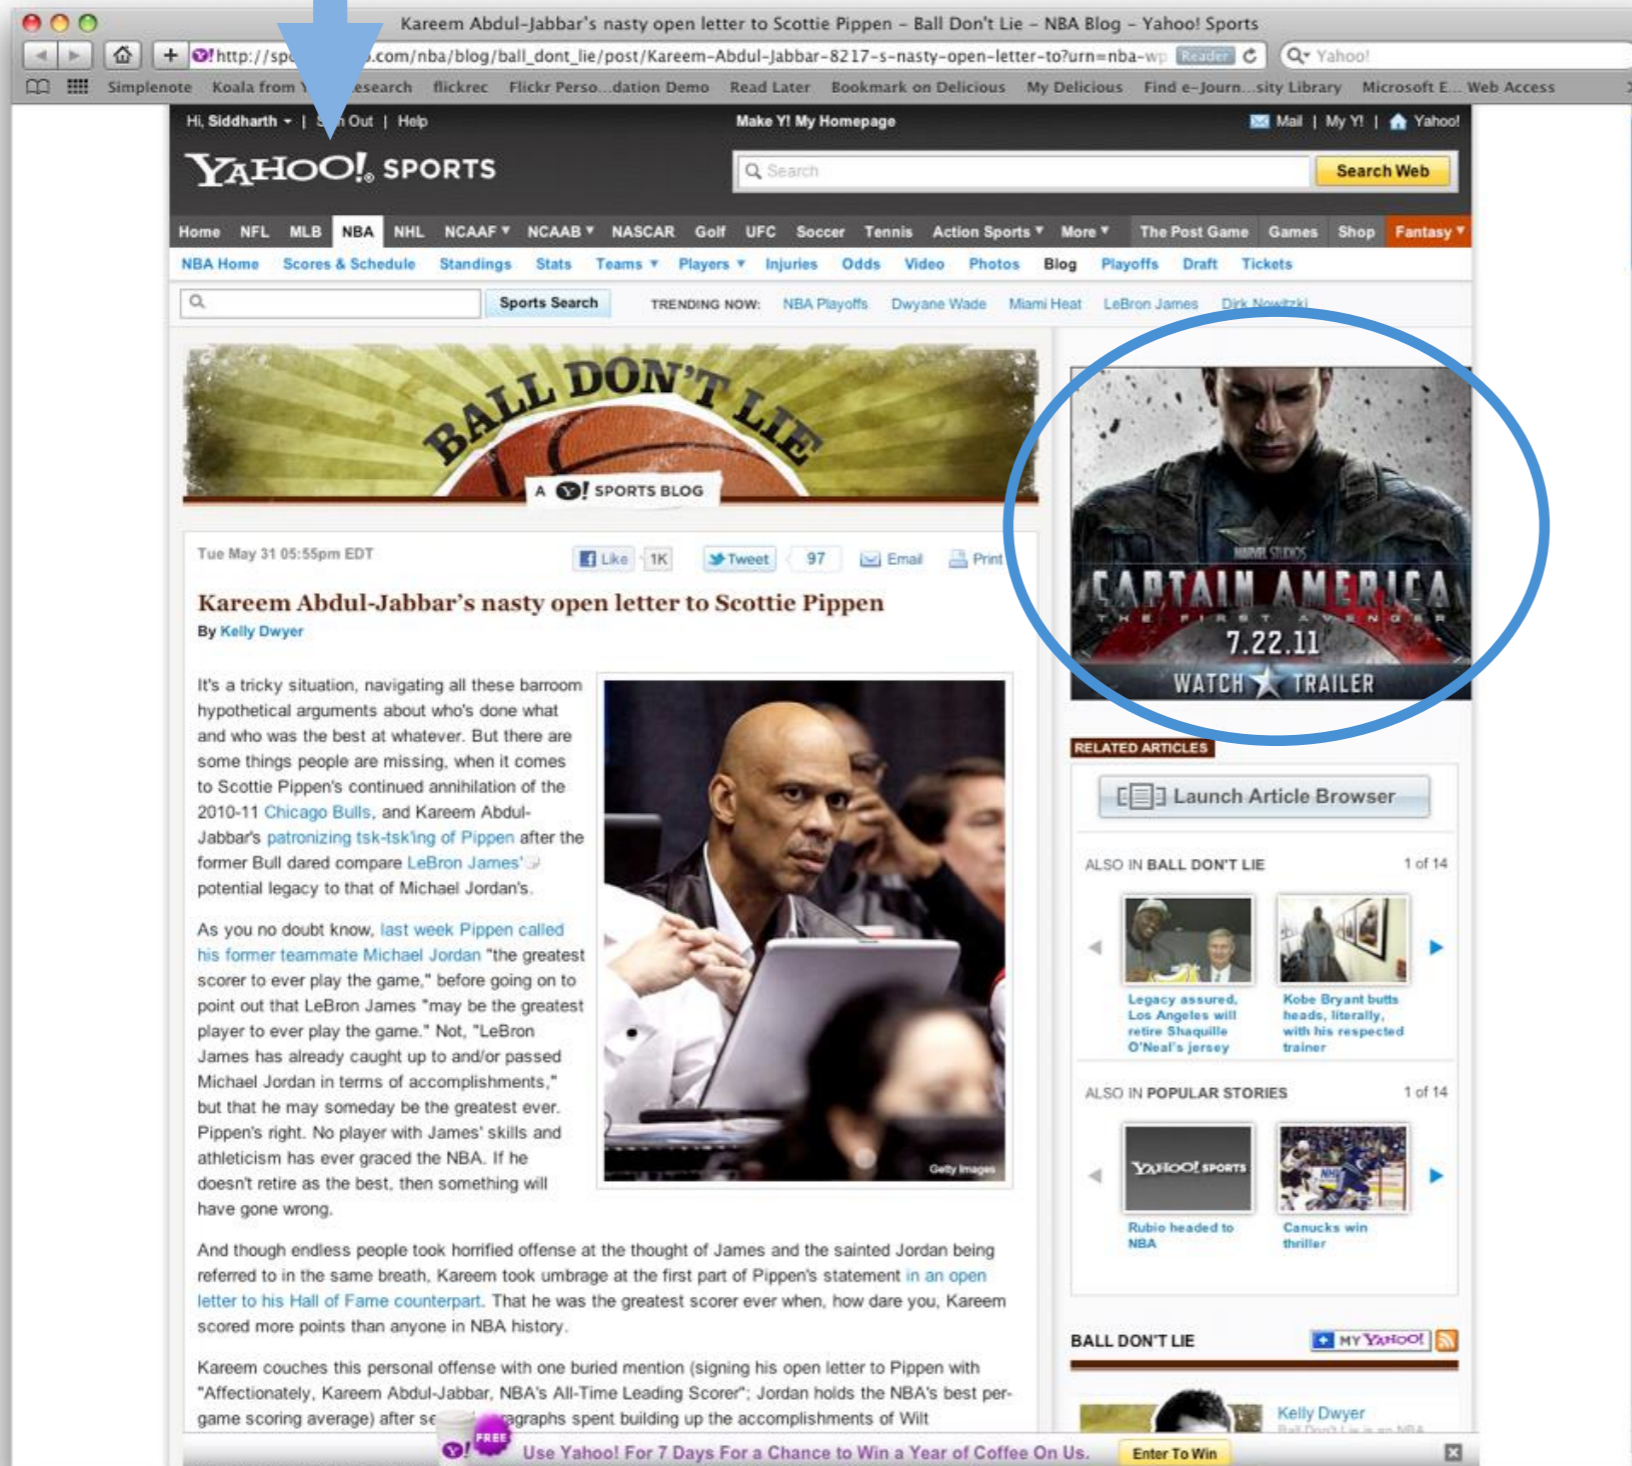 Kareem Abdul-Jabbar's nasty open letter to Scottie Pippen – Ball Don't Lie – NBA Blog – Yahoo! Sports
http://spo .com/nba/blog/ball_dont_lie/post/Kareem-Abdul-Jabbar-8217-s-nasty-open-letter-to?urn=nba-wp Reader Yahoo!
Simplenote Koala from Y esearch flickrec Flickr Perso...dation Demo Read Later Bookmark on Delicious My Delicious Find e-Journ...sity Library Microsoft E... Web Access
Hi, Siddharth | Out | Help Make Y! My Homepage Mail | My Y! | Yahoo!
YAHOO! SPORTS Search Search Web
Home NFL MLB NBA NHL NCAAF NCAAB NASCAR Golf UFC Soccer Tennis Action Sports More The Post Game Games Shop Fantasy
NBA Home Scores & Schedule Standings Stats Teams Players Injuries Odds Video Photos Blog Playoffs Draft Tickets
Sports Search TRENDING NOW: NBA Playoffs Dwyane Wade Miami Heat LeBron James Dirk Nowitzki
BALL DON'T LIE
A Y! SPORTS BLOG
Tue May 31 05:55pm EDT Like 1K Tweet 97 Email Print
Kareem Abdul-Jabbar's nasty open letter to Scottie Pippen
By Kelly Dwyer
It's a tricky situation, navigating all these barroom
hypothetical arguments about who's done what
and who was the best at whatever. But there are
some things people are missing, when it comes
to Scottie Pippen's continued annihilation of the
2010-11 Chicago Bulls, and Kareem Abdul-
Jabbar's patronizing tsk-tsk'ing of Pippen after the
former Bull dared compare LeBron James'
potential legacy to that of Michael Jordan's.
As you no doubt know, last week Pippen called
his former teammate Michael Jordan "the greatest
scorer to ever play the game," before going on to
point out that LeBron James "may be the greatest
player to ever play the game." Not, "LeBron
James has already caught up to and/or passed
Michael Jordan in terms of accomplishments,"
but that he may someday be the greatest ever.
Pippen's right. No player with James' skills and
athleticism has ever graced the NBA. If he
doesn't retire as the best, then something will
have gone wrong.
Getty Images
And though endless people took horrified offense at the thought of James and the sainted Jordan being
referred to in the same breath, Kareem took umbrage at the first part of Pippen's statement in an open
letter to his Hall of Fame counterpart. That he was the greatest scorer ever when, how dare you, Kareem
scored more points than anyone in NBA history.
Kareem couches this personal offense with one buried mention (signing his open letter to Pippen with
"Affectionately, Kareem Abdul-Jabbar, NBA's All-Time Leading Scorer"; Jordan holds the NBA's best per-
game scoring average) after se agraphs spent building up the accomplishments of Wilt
MARVEL STUDIOS
CAPTAIN AMERICA
THE FIRST AVENGER
7.22.11
WATCH TRAILER
RELATED ARTICLES
Launch Article Browser
ALSO IN BALL DON'T LIE 1 of 14
Legacy assured,
Los Angeles will
retire Shaquille
O'Neal's jersey
Kobe Bryant butts
heads, literally,
with his respected
trainer
ALSO IN POPULAR STORIES 1 of 14
YAHOO! SPORTS
NHL
Rubio headed to
NBA
Canucks win
thriller
BALL DON'T LIE MY YAHOO!
Kelly Dwyer
Ball Don't Lie is an NBA
Y! FREE Use Yahoo! For 7 Days For a Chance to Win a Year of Coffee On Us. Enter To Win